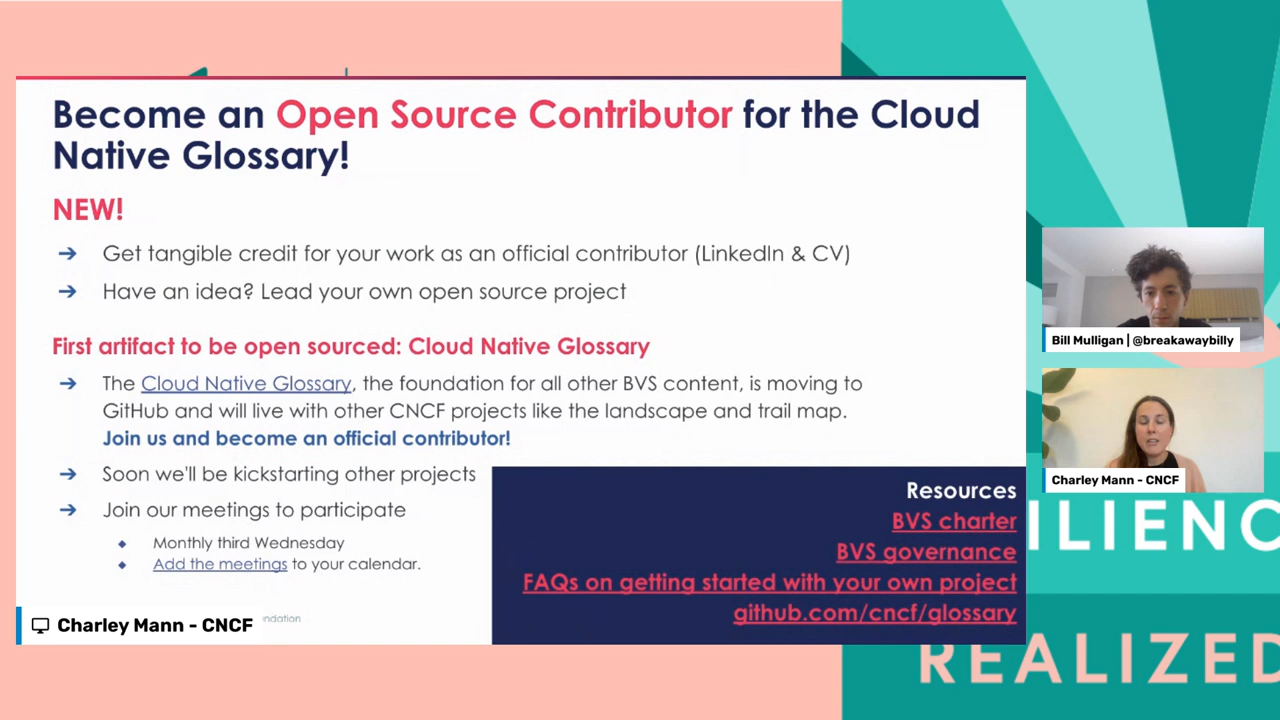 Become an Open Source Contributor for the Cloud
Native Glossary!
NEW!
➔ Get tangible credit for your work as an official contributor (LinkedIn & CV)
➔ Have an idea? Lead your own open source project
First artifact to be open sourced: Cloud Native Glossary
➔ The Cloud Native Glossary, the foundation for all other BVS content, is moving to
GitHub and will live with other CNCF projects like the landscape and trail map.
Join us and become an official contributor!
➔ Soon we'll be kickstarting other projects
➔ Join our meetings to participate
◆ Monthly third Wednesday
◆ Add the meetings to your calendar.
Resources
BVS charter
BVS governance
FAQs on getting started with your own project
github.com/cncf/glossary
Charley Mann - CNCF
ndation
Bill Mulligan | @breakawaybilly
Charley Mann - CNCF
ILIENC
REALIZED